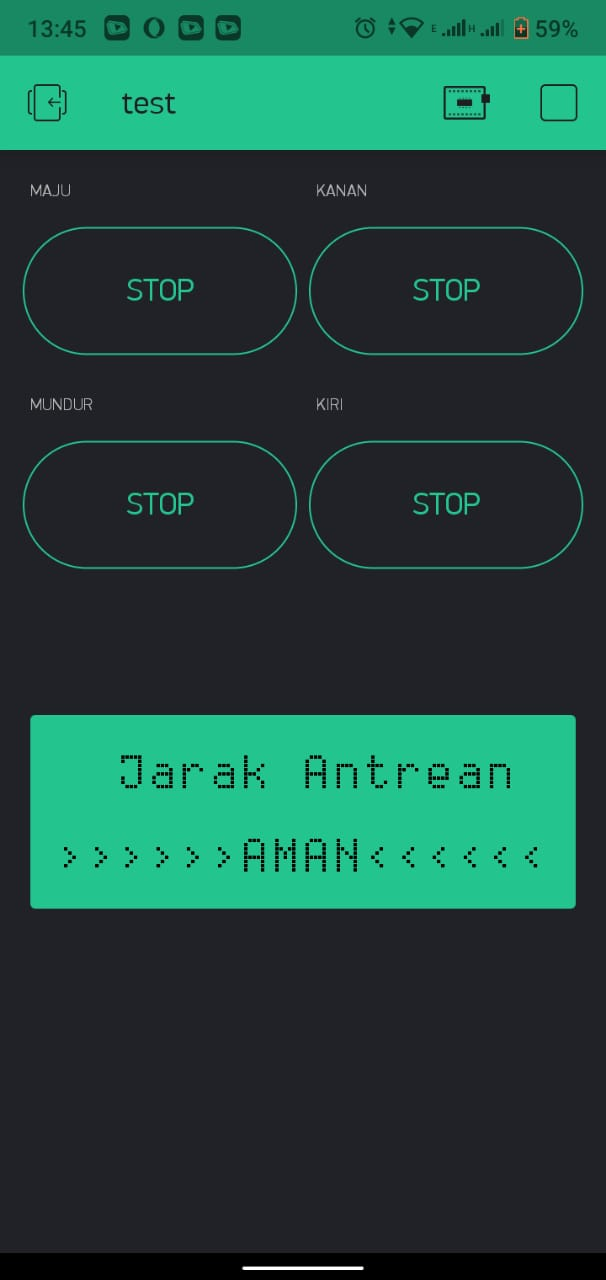 13:45 E H 59%
test
MAJU KANAN
STOP STOP
MUNDUR KIRI
STOP STOP
Jarak Antrean
>>>>>>AMAN<<<<<<